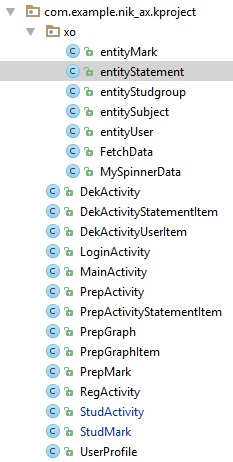 com.example.nik_ax.kproject
xo
entityMark
entityStatement
entityStudgroup
entitySubject
entityUser
FetchData
MySpinnerData
DekActivity
DekActivityStatementItem
DekActivityUserItem
LoginActivity
MainActivity
PrepActivity
PrepActivityStatementItem
PrepGraph
PrepGraphItem
PrepMark
RegActivity
StudActivity
StudMark
UserProfile